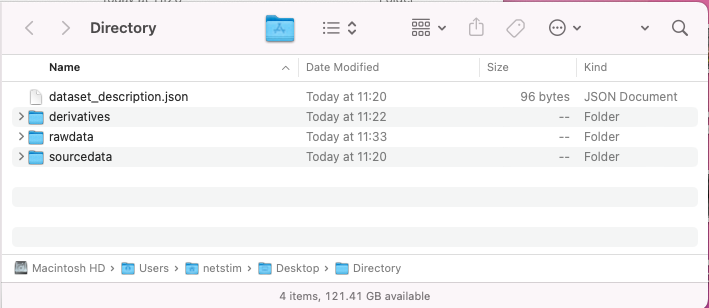 Directory
Name Date Modified Size Kind
dataset_description.json Today at 11:20 96 bytes JSON Document
derivatives Today at 11:22 -- Folder
rawdata Today at 11:33 -- Folder
sourcedata Today at 11:20 -- Folder
Macintosh HD Users netstim Desktop Directory
4 items, 121.41 GB available